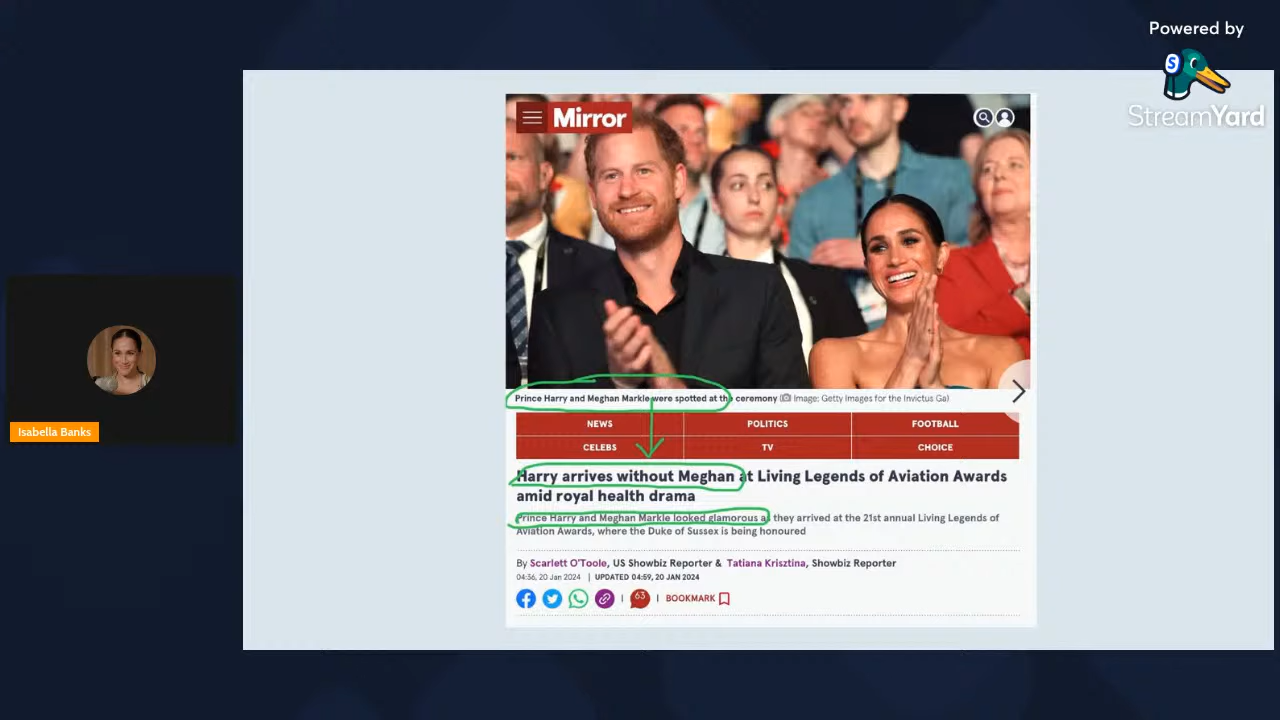 Powered by
S
StreamYard
Mirror
Prince Harry and Meghan Markle were spotted at the ceremony (Image: Getty Images for the Invictus Ga)
NEWS POLITICS FOOTBALL
CELEBS TV CHOICE
Harry arrives without Meghan at Living Legends of Aviation Awards
amid royal health drama
Prince Harry and Meghan Markle looked glamorous as they arrived at the 21st annual Living Legends of
Aviation Awards, where the Duke of Sussex is being honoured
By Scarlett O'Toole, US Showbiz Reporter & Tatiana Krisztina, Showbiz Reporter
04:36, 20 Jan 2024 | UPDATED 04:59, 20 JAN 2024
63 | BOOKMARK
Isabella Banks